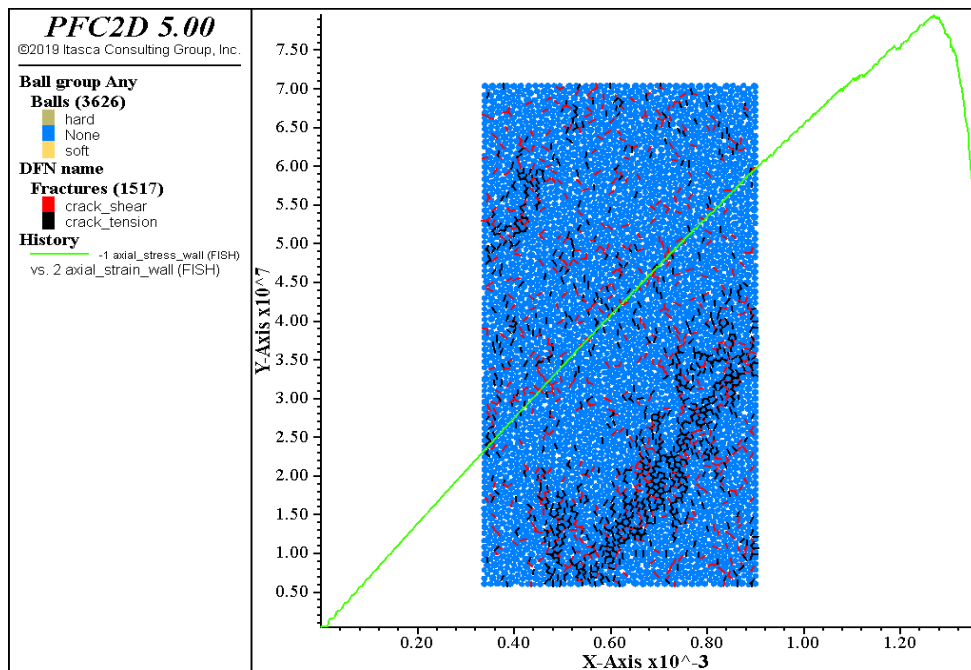 PFC2D 5.00
©2019 Itasca Consulting Group, Inc.
Ball group Any
Balls (3626)
hard
None
soft
DFN name
Fractures (1517)
crack_shear
crack_tension
History
-1 axial_stress_wall (FISH)
vs. 2 axial_strain_wall (FISH)
Y-Axis x10^7
7.50
7.00
6.50
6.00
5.50
5.00
4.50
4.00
3.50
3.00
2.50
2.00
1.50
1.00
0.50
0.20
0.40
0.60
0.80
1.00
1.20
X-Axis x10^-3